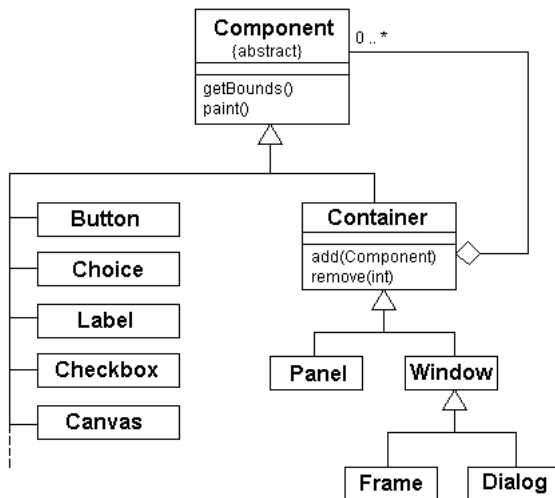 Component
{abstract}
0 .. *
getBounds()
paint()
Button
Container
Choice
add(Component)
remove(int)
Label
Checkbox
Panel
Window
Canvas
Frame
Dialog